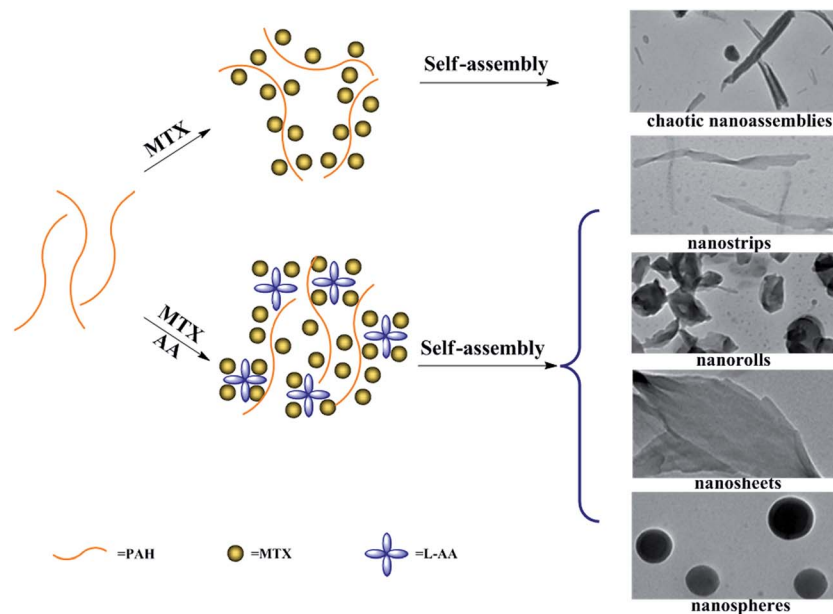 MTX
Self-assembly
chaotic nanoassemblies
nanostrips
nanorolls
MTX
AA
Self-assembly
nanosheets
nanospheres
=PAH
=MTX
=L-AA